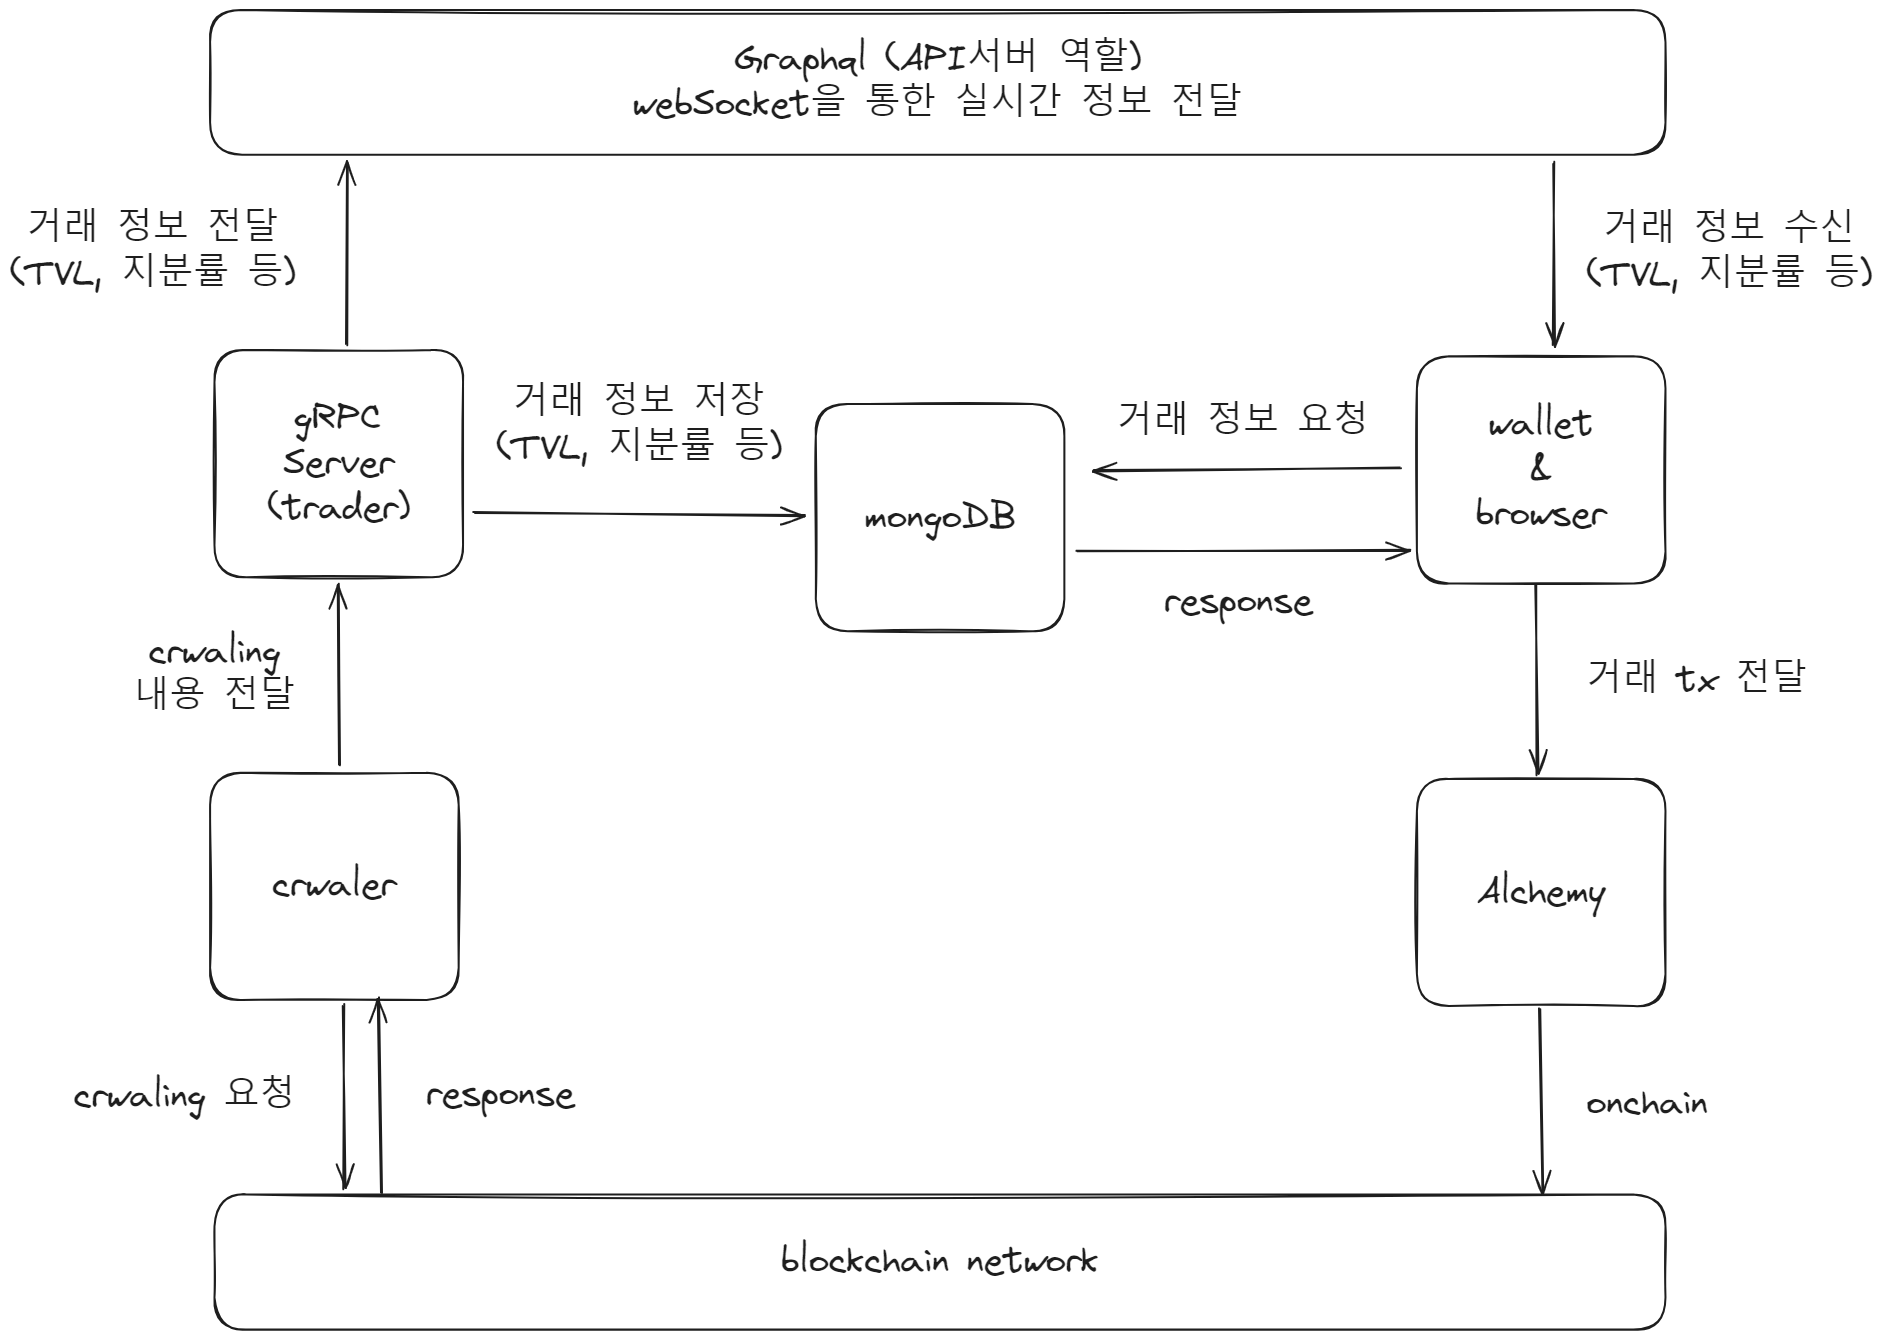 Graphql (API서버 역할)
webSocket을 통한 실시간 정보 전달
거래 정보 전달
(TVL, 지분률 등)
거래 정보 수신
(TVL, 지분률 등)
gRPC
Server
(trader)
거래 정보 저장
(TVL, 지분률 등)
mongoDB
거래 정보 요청
response
wallet
&
browser
crwaling
내용 전달
거래 tx 전달
crwaler
Alchemy
crwaling 요청
response
onchain
blockchain network